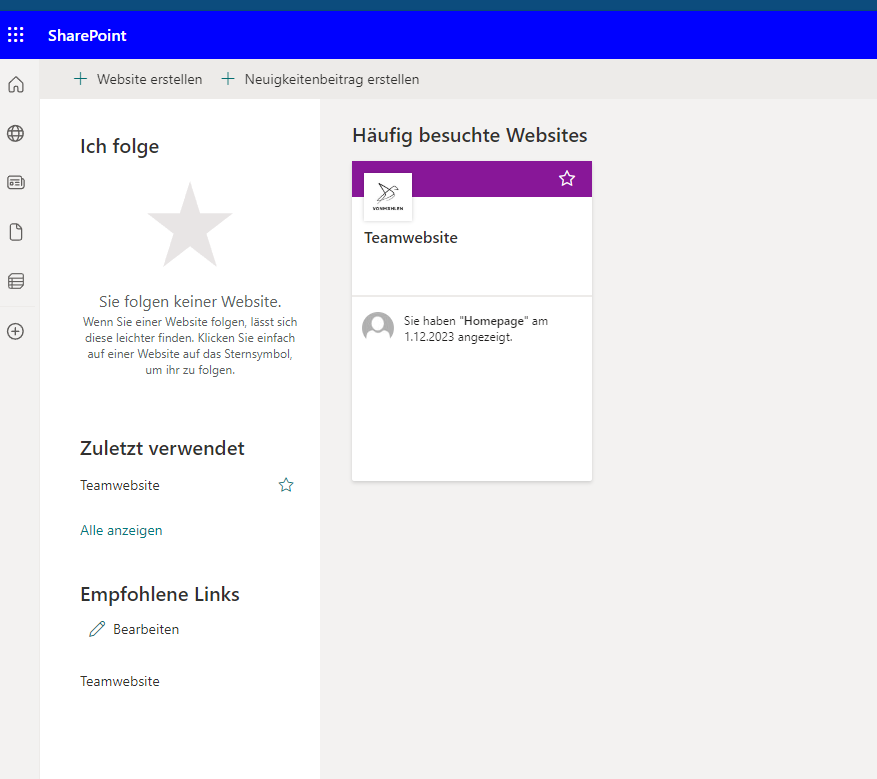 SharePoint
Website erstellen
Neuigkeitenbeitrag erstellen
Ich folge
Sie folgen keiner Website.
Wenn Sie einer Website folgen, lässt sich
diese leichter finden. Klicken Sie einfach
auf einer Website auf das Sternsymbol,
um ihr zu folgen.
Zuletzt verwendet
Teamwebsite
Alle anzeigen
Empfohlene Links
Bearbeiten
Teamwebsite
Häufig besuchte Websites
VONMÄHLEN
Teamwebsite
Sie haben "Homepage" am
1.12.2023 angezeigt.